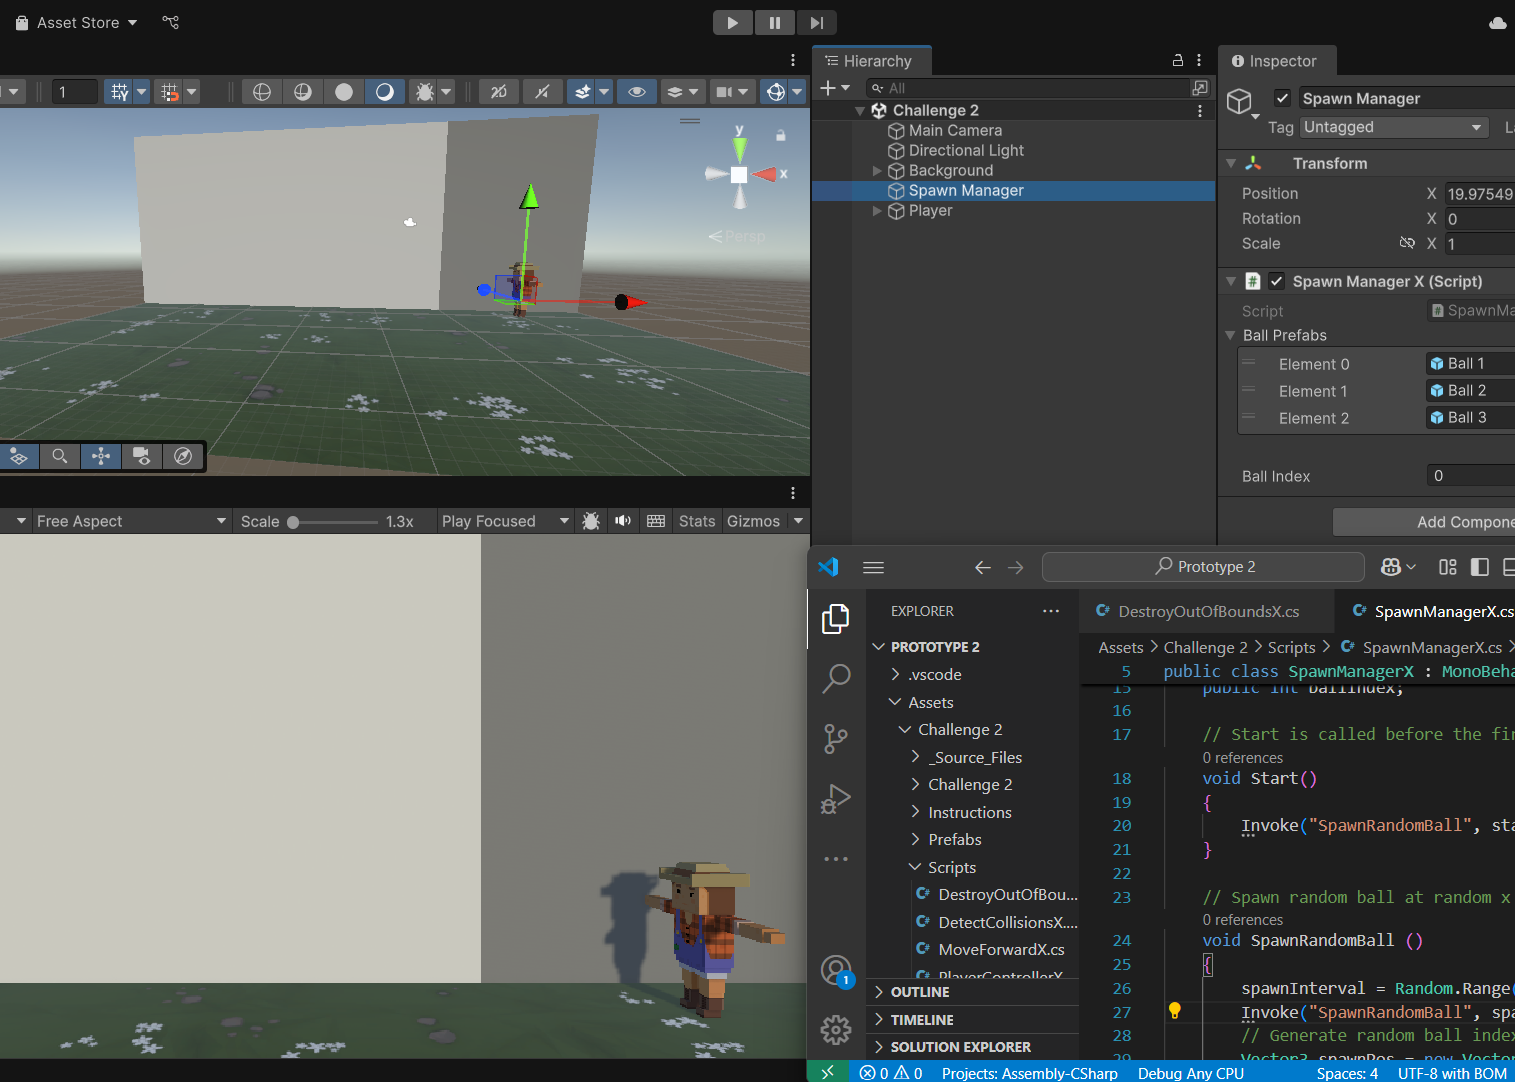 Asset Store
1
2D
y
x
Persp
Free Aspect
Scale
1.3x
Play Focused
Stats
Gizmos
Hierarchy
All
Challenge 2
Main Camera
Directional Light
Background
Spawn Manager
Player
Inspector
Spawn Manager
Tag Untagged
Transform
Position X 19.97549
Rotation X 0
Scale X 1
Spawn Manager X (Script)
Script SpawnMa
Ball Prefabs
Element 0 Ball 1
Element 1 Ball 2
Element 2 Ball 3
Ball Index 0
Add Compone
Prototype 2
EXPLORER
PROTOTYPE 2
.vscode
Assets
Challenge 2
_Source_Files
Challenge 2
Instructions
Prefabs
Scripts
DestroyOutOfBou...
DetectCollisionsX....
MoveForwardX.cs
PlayerControllerX
OUTLINE
TIMELINE
SOLUTION EXPLORER
1
DestroyOutOfBoundsX.cs
SpawnManagerX.cs
Assets > Challenge 2 > Scripts > SpawnManagerX.cs >
5 public class SpawnManagerX : MonoBeha
15 public int ballIndex;
16
17 // Start is called before the fir
0 references
18 void Start()
19 {
20 Invoke("SpawnRandomBall", sta
21 }
22
23 // Spawn random ball at random x
0 references
24 void SpawnRandomBall ()
25 {
26 spawnInterval = Random.Range(
27 Invoke("SpawnRandomBall", spa
28 // Generate random ball index
29 Vector3 spawnPos = new Vector
0 0 Projects: Assembly-CSharp Debug Any CPU Spaces: 4 UTF-8 with BOM